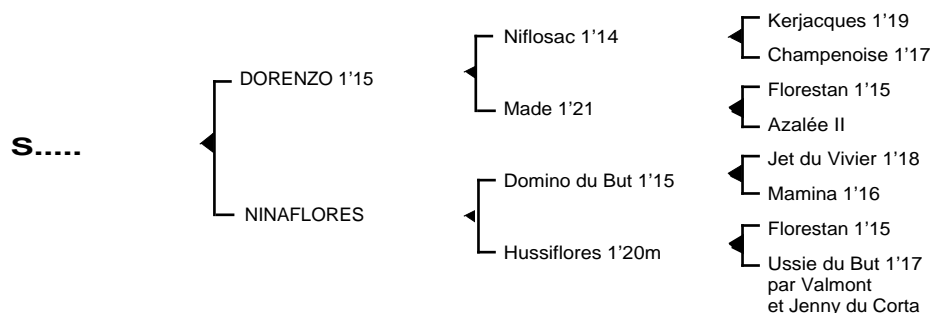 S.....
DORENZO 1’15
NINAFLORES
Niflosac 1’14
Made 1’21
Domino du But 1’15
Hussiflores 1’20m
Kerjacques 1’19
Champenoise 1’17
Florestan 1’15
Azalée II
Jet du Vivier 1’18
Mamina 1’16
Florestan 1’15
Ussie du But 1’17
par Valmont
et Jenny du Corta